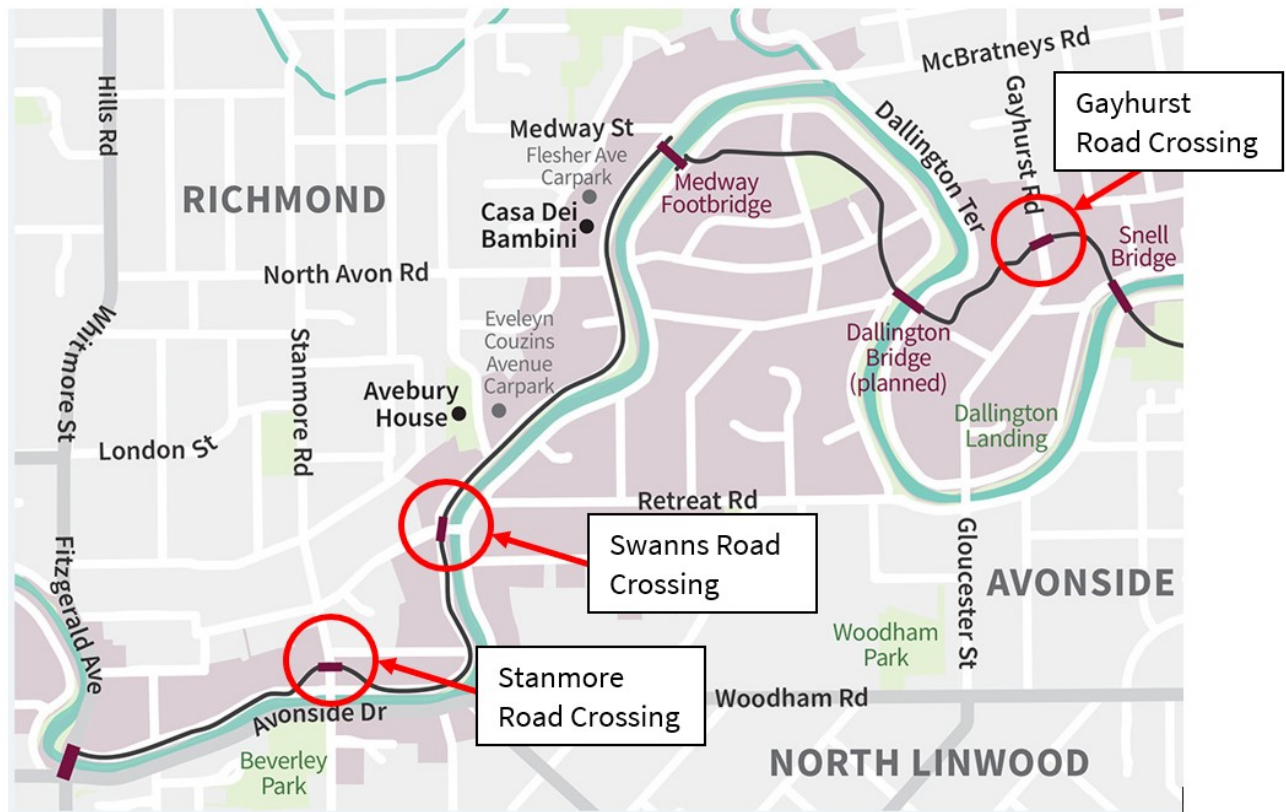 McBratneys Rd
Hills Rd
Gayhurst
Road Crossing
Medway St
Flesher Ave
Carpark
Dallington Ter
Gayhurst Rd
RICHMOND
Medway
Footbridge
Casa Dei
Bambini
Snell
Bridge
North Avon Rd
Whitmore St
Stanmore Rd
Eveleyn
Couzins
Avenue
Carpark
Dallington
Bridge
(planned)
Avebury
House
Dallington
Landing
London St
Retreat Rd
Swanns Road
Crossing
Fitzgerald Ave
Gloucester St
AVONSIDE
Woodham
Park
Stanmore
Road Crossing
Woodham Rd
Avonside Dr
Beverley
Park
NORTH LINWOOD